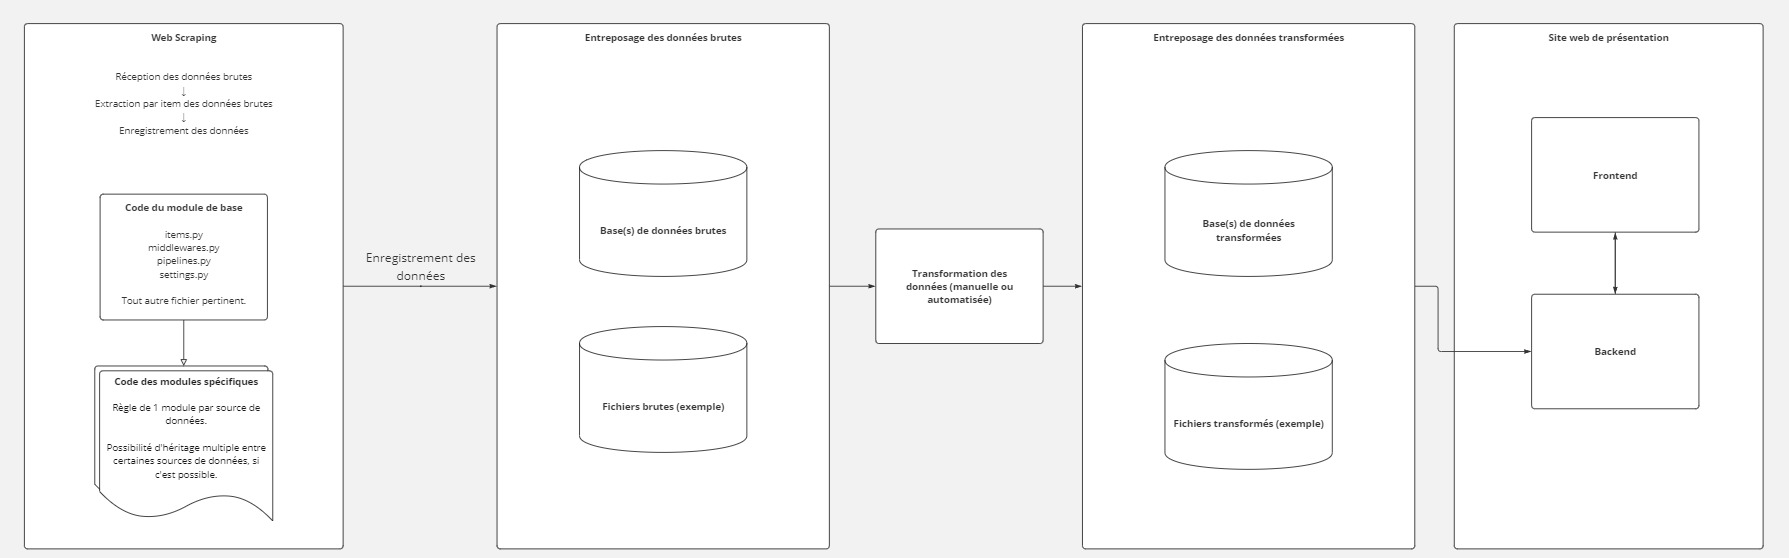 Web Scraping
Réception des données brutes
↓
Extraction par item des données brutes
↓
Enregistrement des données
Code du module de base
items.py
middlewares.py
pipelines.py
settings.py
Tout autre fichier pertinent.
Code des modules spécifiques
Règle de 1 module par source de
données.
Possibilité d'héritage multiple entre
certaines sources de données, si
c'est possible.
Enregistrement des
données
Entreposage des données brutes
Base(s) de données brutes
Fichiers brutes (exemple)
Transformation des
données (manuelle ou
automatisée)
Entreposage des données transformées
Base(s) de données
transformées
Fichiers transformés (exemple)
Site web de présentation
Frontend
Backend